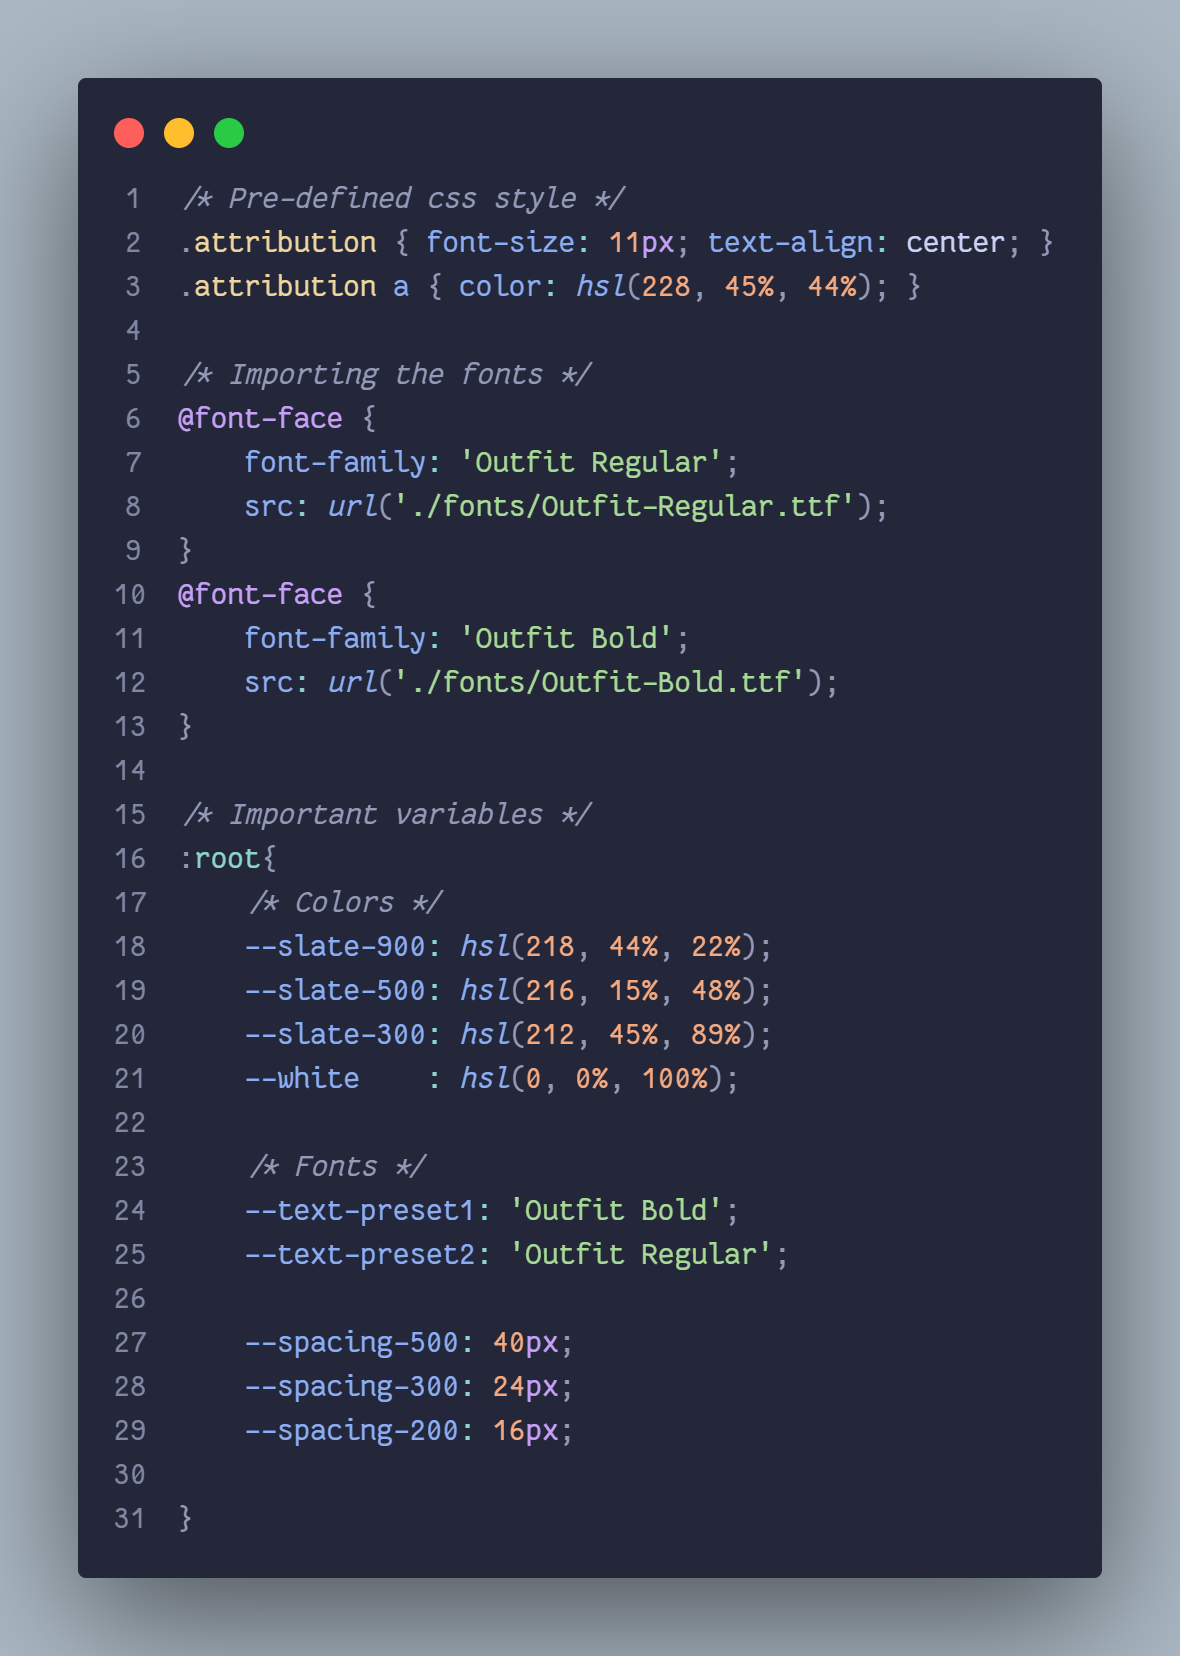 1 /* Pre-defined css style */
2 .attribution { font-size: 11px; text-align: center; }
3 .attribution a { color: hsl(228, 45%, 44%); }
4
5 /* Importing the fonts */
6 @font-face {
7     font-family: 'Outfit Regular';
8     src: url('./fonts/Outfit-Regular.ttf');
9 }
10 @font-face {
11     font-family: 'Outfit Bold';
12     src: url('./fonts/Outfit-Bold.ttf');
13 }
14
15 /* Important variables */
16 :root{
17     /* Colors */
18     --slate-900: hsl(218, 44%, 22%);
19     --slate-500: hsl(216, 15%, 48%);
20     --slate-300: hsl(212, 45%, 89%);
21     --white    : hsl(0, 0%, 100%);
22
23     /* Fonts */
24     --text-preset1: 'Outfit Bold';
25     --text-preset2: 'Outfit Regular';
26
27     --spacing-500: 40px;
28     --spacing-300: 24px;
29     --spacing-200: 16px;
30
31 }